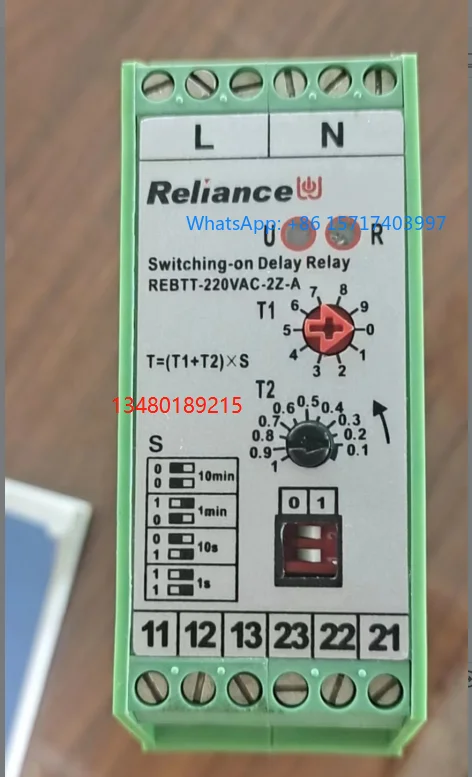 L N
Reliance
WhatsApp: +86 15717403997
U R
Switching-on Delay Relay
REBTT-220VAC-2Z-A
T1
7 8
6 9
5 0
4 1
3 2
T=(T1+T2)×S
T2
13480189215
0.5
0.6 0.4
0.7 0.3
0.8 0.2
0.9 0.1
1
S
0
0 10min
1
0 1min
0
1 10s
1
1 1s
0 1
11 12 13 23 22 21